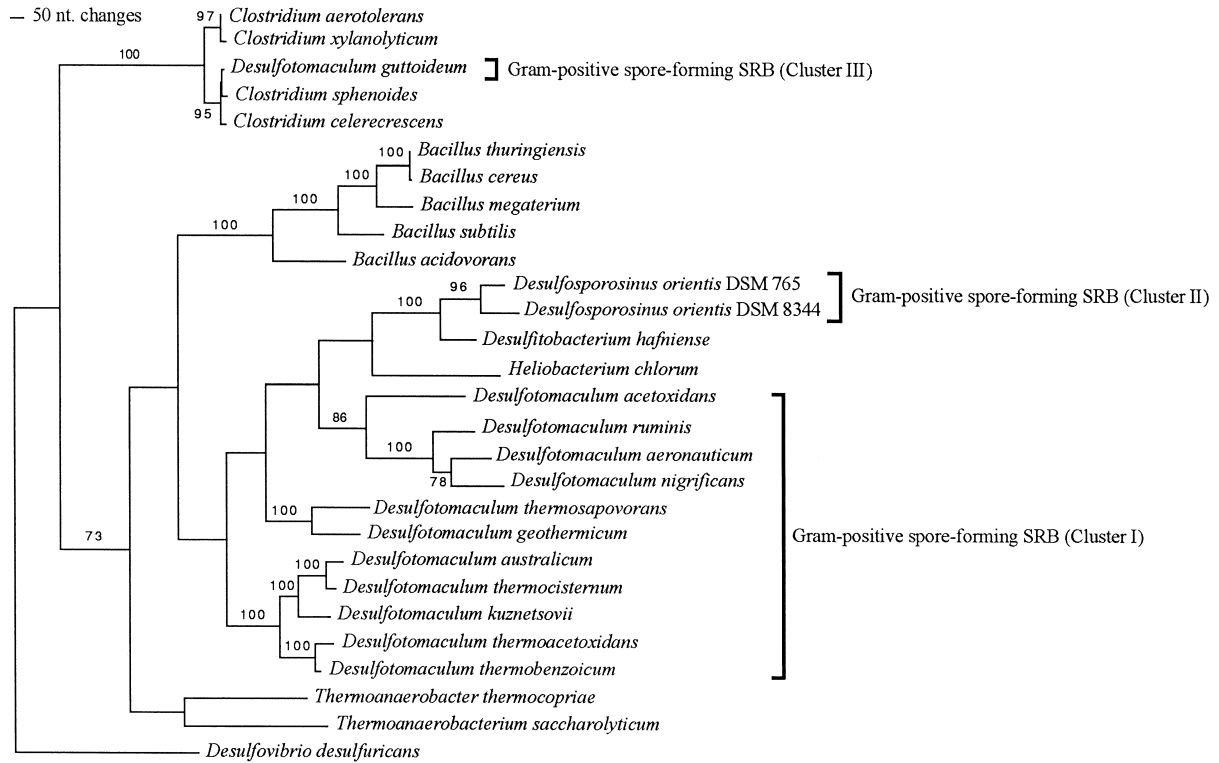 50 nt. changes
97 Clostridium aerotolerans
Clostridium xylanolyticum
100
Desulfotomaculum guttoideum Gram-positive spore-forming SRB (Cluster III)
Clostridium sphenoides
95 Clostridium celerecrescens
100 Bacillus thuringiensis
100 Bacillus cereus
100 Bacillus megaterium
100 Bacillus subtilis
Bacillus acidovorans
96 Desulfosporosinus orientis DSM 765
Gram-positive spore-forming SRB (Cluster II)
100 Desulfosporosinus orientis DSM 8344
Desulfitobacterium hafniense
Heliobacterium chlorum
Desulfotomaculum acetoxidans
86 Desulfotomaculum ruminis
100 Desulfotomaculum aeronauticum
78 Desulfotomaculum nigrificans
100 Desulfotomaculum thermosapovorans
Desulfotomaculum geothermicum
73 Gram-positive spore-forming SRB (Cluster I)
100 Desulfotomaculum australicum
100 Desulfotomaculum thermocisternum
100 Desulfotomaculum kuznetsovii
100 Desulfotomaculum thermoacetoxidans
Desulfotomaculum thermobenzoicum
Thermoanaerobacter thermocopriae
Thermoanaerobacterium saccharolyticum
Desulfovibrio desulfuricans